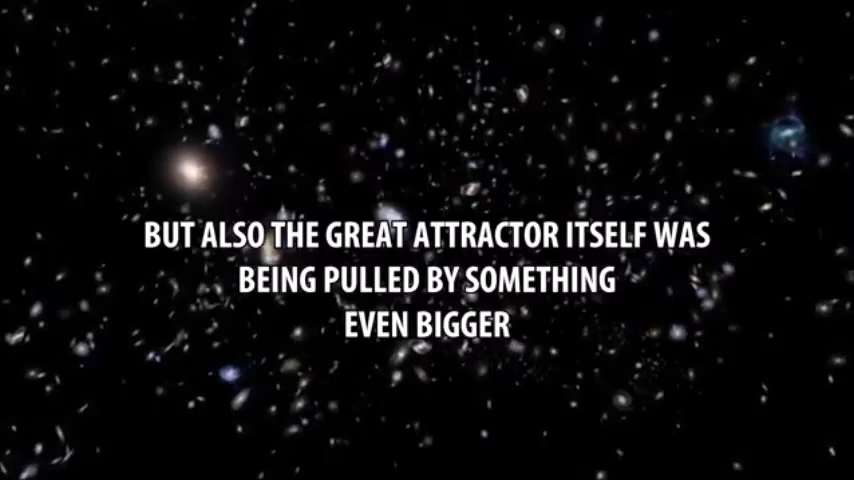 BUT ALSO THE GREAT ATTRACTOR ITSELF WAS
BEING PULLED BY SOMETHING
EVEN BIGGER